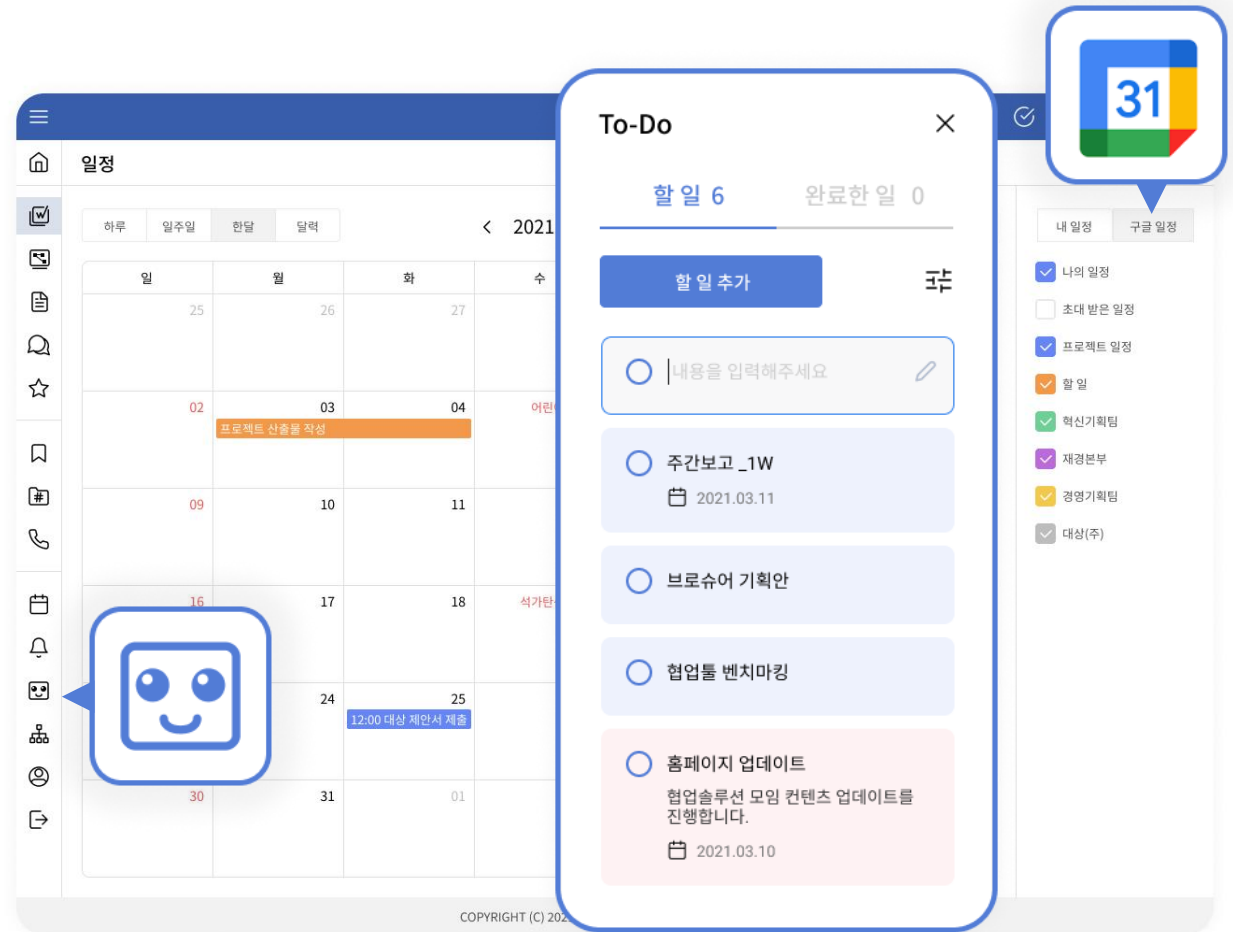 31
일정
하루 일주일 한달 달력
2021
일 월 화 수
25 26 27
02 03 04
프로젝트 산출물 작성
09 10 11
16 17 18
24 25
12:00 대상 제안서 제출
30 31 01
COPYRIGHT (C)
To-Do
할 일 6 완료한 일 0
할 일 추가
내용을 입력해주세요
주간보고 _1W
2021.03.11
브로슈어 기획안
협업툴 벤치마킹
홈페이지 업데이트
협업솔루션 모임 컨텐츠 업데이트를
진행합니다.
2021.03.10
내 일정 구글 일정
나의 일정
초대 받은 일정
프로젝트 일정
할 일
혁신기획팀
재경본부
경영기획팀
대상(주)